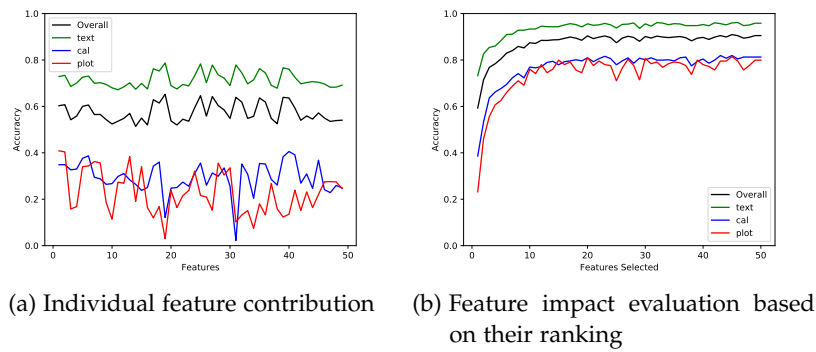 1.0
0.8
0.6
0.4
0.2
0.0
Accuracry
0
10
20
30
40
50
Features
Overall
text
cal
plot
(a) Individual feature contribution
1.0
0.8
0.6
0.4
0.2
0.0
Accuracry
0
10
20
30
40
50
Features Selected
Overall
text
cal
plot
(b) Feature impact evaluation based
on their ranking